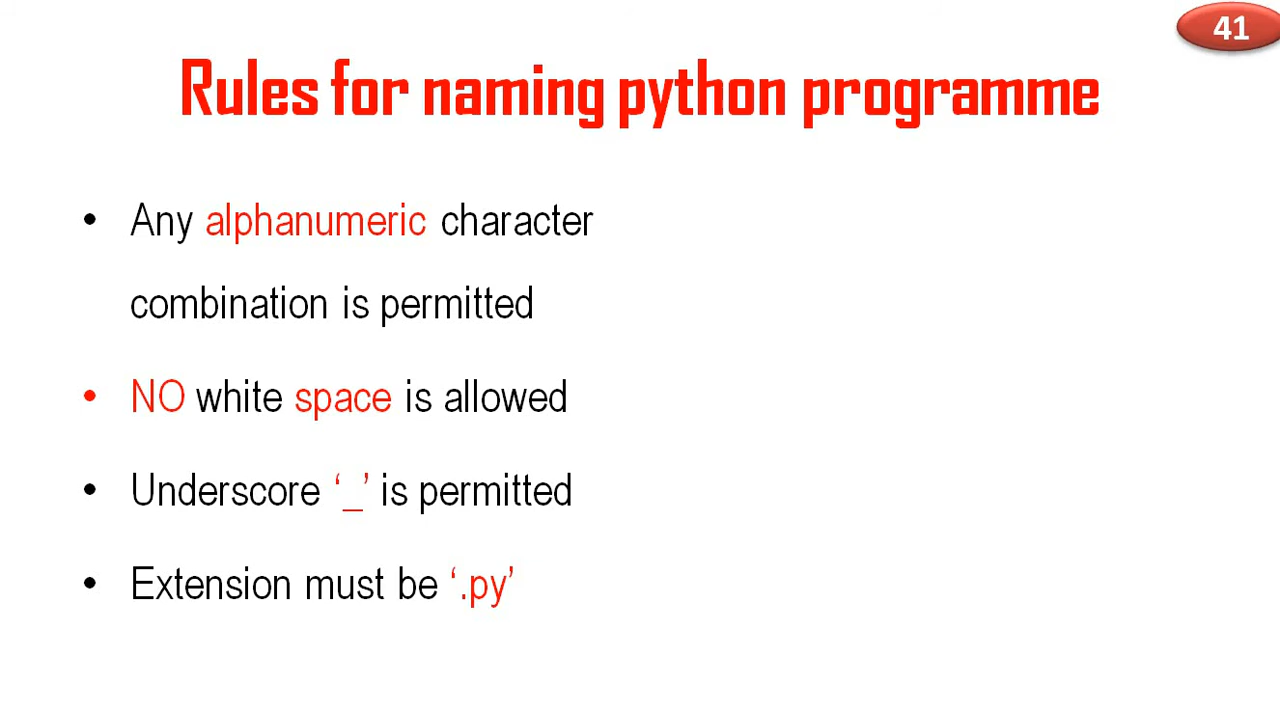 41
Rules for naming python programme
• Any alphanumeric character
combination is permitted
• NO white space is allowed
• Underscore ‘_’ is permitted
• Extension must be ‘.py’